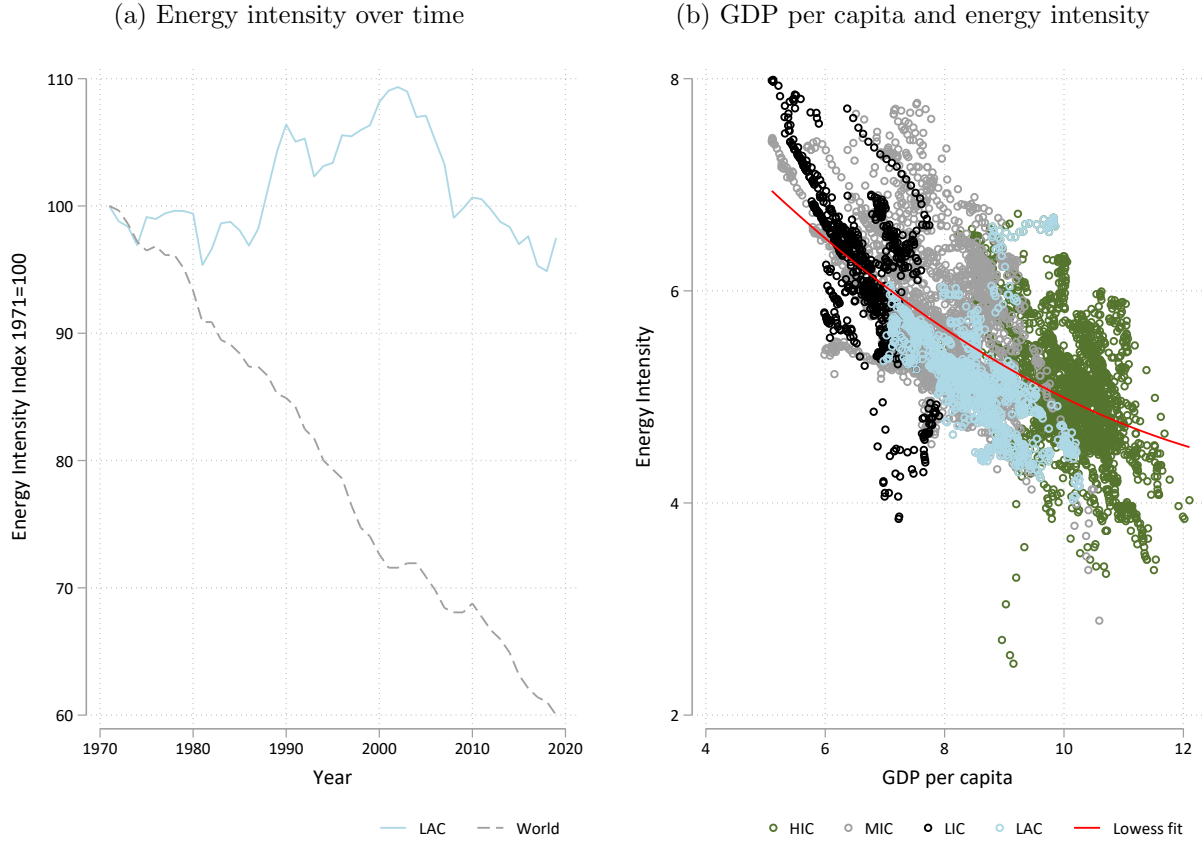 (a) Energy intensity over time
110
100
90
80
70
60
Energy Intensity Index 1971=100
1970 1980 1990 2000 2010 2020
Year
LAC World
(b) GDP per capita and energy intensity
8
6
4
2
Energy Intensity
4 6 8 10 12
GDP per capita
HIC MIC LIC LAC Lowess fit